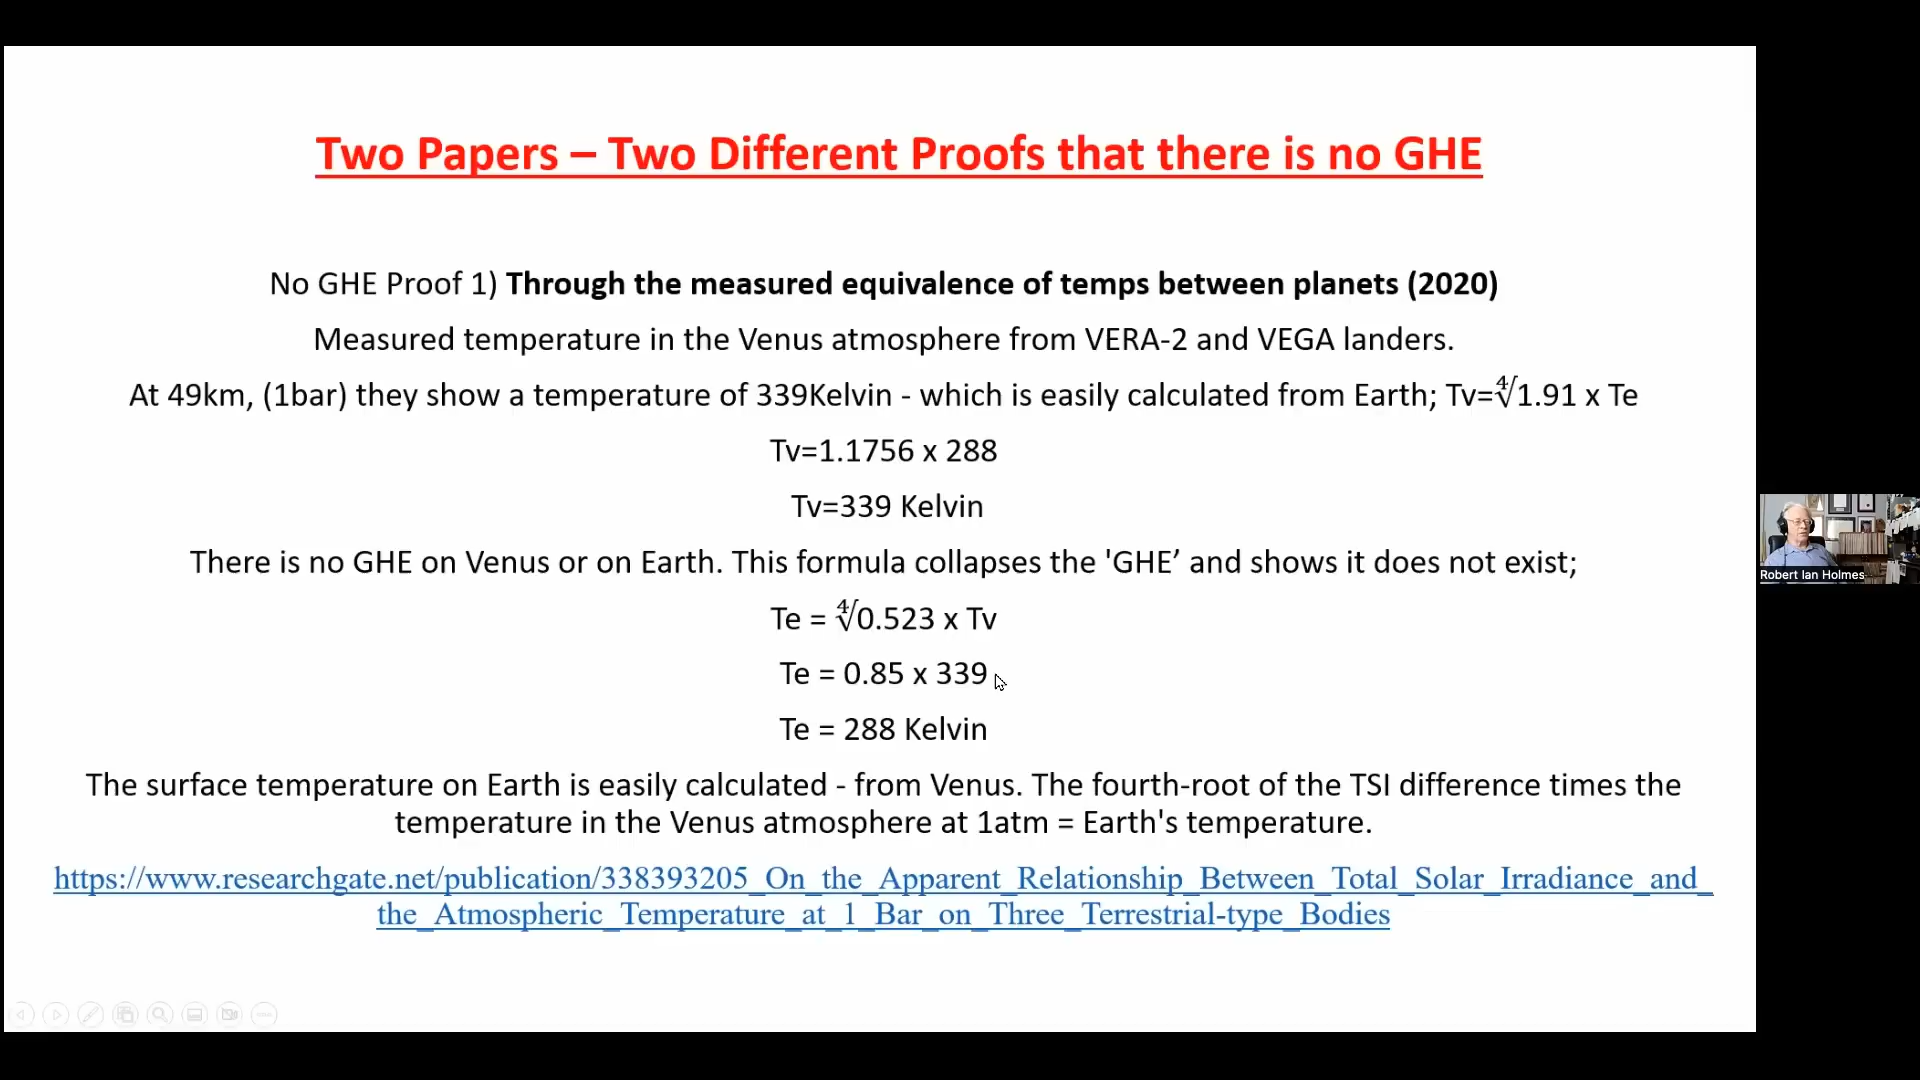 Two Papers – Two Different Proofs that there is no GHE
No GHE Proof 1) Through the measured equivalence of temps between planets (2020)
Measured temperature in the Venus atmosphere from VERA-2 and VEGA landers.
At 49km, (1bar) they show a temperature of 339Kelvin - which is easily calculated from Earth; Tv=∜1.91 x Te
Tv=1.1756 x 288
Tv=339 Kelvin
There is no GHE on Venus or on Earth. This formula collapses the 'GHE’ and shows it does not exist;
Te = ∜0.523 x Tv
Te = 0.85 x 339
Te = 288 Kelvin
The surface temperature on Earth is easily calculated - from Venus. The fourth-root of the TSI difference times the
temperature in the Venus atmosphere at 1atm = Earth's temperature.
https://www.researchgate.net/publication/338393205_On_the_Apparent_Relationship_Between_Total_Solar_Irradiance_and_
the_Atmospheric_Temperature_at_1_Bar_on_Three_Terrestrial-type_Bodies
Robert Ian Holmes